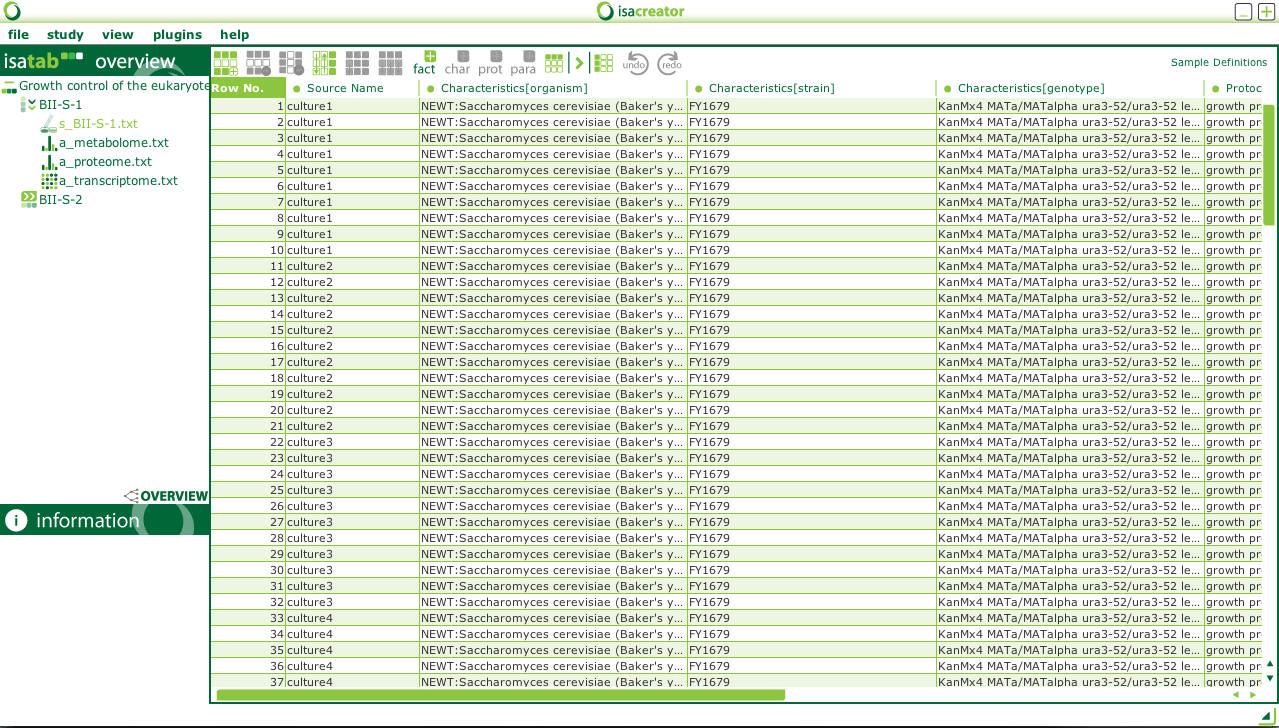 isacreator
file study view plugins help
isatab overview
fact char prot para undo redo Sample Definitions
Growth control of the eukaryote
BII-S-1
s_BII-S-1.txt
a_metabolome.txt
a_proteome.txt
a_transcriptome.txt
BII-S-2
OVERVIEW
i information
Row No. Source Name Characteristics[organism] Characteristics[strain] Characteristics[genotype] Protoc
1 culture1 NEWT:Saccharomyces cerevisiae (Baker's y... FY1679 KanMx4 MATa/MATalpha ura3-52/ura3-52 le... growth pr
2 culture1 NEWT:Saccharomyces cerevisiae (Baker's y... FY1679 KanMx4 MATa/MATalpha ura3-52/ura3-52 le... growth pr
3 culture1 NEWT:Saccharomyces cerevisiae (Baker's y... FY1679 KanMx4 MATa/MATalpha ura3-52/ura3-52 le... growth pr
4 culture1 NEWT:Saccharomyces cerevisiae (Baker's y... FY1679 KanMx4 MATa/MATalpha ura3-52/ura3-52 le... growth pr
5 culture1 NEWT:Saccharomyces cerevisiae (Baker's y... FY1679 KanMx4 MATa/MATalpha ura3-52/ura3-52 le... growth pr
6 culture1 NEWT:Saccharomyces cerevisiae (Baker's y... FY1679 KanMx4 MATa/MATalpha ura3-52/ura3-52 le... growth pr
7 culture1 NEWT:Saccharomyces cerevisiae (Baker's y... FY1679 KanMx4 MATa/MATalpha ura3-52/ura3-52 le... growth pr
8 culture1 NEWT:Saccharomyces cerevisiae (Baker's y... FY1679 KanMx4 MATa/MATalpha ura3-52/ura3-52 le... growth pr
9 culture1 NEWT:Saccharomyces cerevisiae (Baker's y... FY1679 KanMx4 MATa/MATalpha ura3-52/ura3-52 le... growth pr
10 culture1 NEWT:Saccharomyces cerevisiae (Baker's y... FY1679 KanMx4 MATa/MATalpha ura3-52/ura3-52 le... growth pr
11 culture2 NEWT:Saccharomyces cerevisiae (Baker's y... FY1679 KanMx4 MATa/MATalpha ura3-52/ura3-52 le... growth pr
12 culture2 NEWT:Saccharomyces cerevisiae (Baker's y... FY1679 KanMx4 MATa/MATalpha ura3-52/ura3-52 le... growth pr
13 culture2 NEWT:Saccharomyces cerevisiae (Baker's y... FY1679 KanMx4 MATa/MATalpha ura3-52/ura3-52 le... growth pr
14 culture2 NEWT:Saccharomyces cerevisiae (Baker's y... FY1679 KanMx4 MATa/MATalpha ura3-52/ura3-52 le... growth pr
15 culture2 NEWT:Saccharomyces cerevisiae (Baker's y... FY1679 KanMx4 MATa/MATalpha ura3-52/ura3-52 le... growth pr
16 culture2 NEWT:Saccharomyces cerevisiae (Baker's y... FY1679 KanMx4 MATa/MATalpha ura3-52/ura3-52 le... growth pr
17 culture2 NEWT:Saccharomyces cerevisiae (Baker's y... FY1679 KanMx4 MATa/MATalpha ura3-52/ura3-52 le... growth pr
18 culture2 NEWT:Saccharomyces cerevisiae (Baker's y... FY1679 KanMx4 MATa/MATalpha ura3-52/ura3-52 le... growth pr
19 culture2 NEWT:Saccharomyces cerevisiae (Baker's y... FY1679 KanMx4 MATa/MATalpha ura3-52/ura3-52 le... growth pr
20 culture2 NEWT:Saccharomyces cerevisiae (Baker's y... FY1679 KanMx4 MATa/MATalpha ura3-52/ura3-52 le... growth pr
21 culture2 NEWT:Saccharomyces cerevisiae (Baker's y... FY1679 KanMx4 MATa/MATalpha ura3-52/ura3-52 le... growth pr
22 culture3 NEWT:Saccharomyces cerevisiae (Baker's y... FY1679 KanMx4 MATa/MATalpha ura3-52/ura3-52 le... growth pr
23 culture3 NEWT:Saccharomyces cerevisiae (Baker's y... FY1679 KanMx4 MATa/MATalpha ura3-52/ura3-52 le... growth pr
24 culture3 NEWT:Saccharomyces cerevisiae (Baker's y... FY1679 KanMx4 MATa/MATalpha ura3-52/ura3-52 le... growth pr
25 culture3 NEWT:Saccharomyces cerevisiae (Baker's y... FY1679 KanMx4 MATa/MATalpha ura3-52/ura3-52 le... growth pr
26 culture3 NEWT:Saccharomyces cerevisiae (Baker's y... FY1679 KanMx4 MATa/MATalpha ura3-52/ura3-52 le... growth pr
27 culture3 NEWT:Saccharomyces cerevisiae (Baker's y... FY1679 KanMx4 MATa/MATalpha ura3-52/ura3-52 le... growth pr
28 culture3 NEWT:Saccharomyces cerevisiae (Baker's y... FY1679 KanMx4 MATa/MATalpha ura3-52/ura3-52 le... growth pr
29 culture3 NEWT:Saccharomyces cerevisiae (Baker's y... FY1679 KanMx4 MATa/MATalpha ura3-52/ura3-52 le... growth pr
30 culture3 NEWT:Saccharomyces cerevisiae (Baker's y... FY1679 KanMx4 MATa/MATalpha ura3-52/ura3-52 le... growth pr
31 culture3 NEWT:Saccharomyces cerevisiae (Baker's y... FY1679 KanMx4 MATa/MATalpha ura3-52/ura3-52 le... growth pr
32 culture3 NEWT:Saccharomyces cerevisiae (Baker's y... FY1679 KanMx4 MATa/MATalpha ura3-52/ura3-52 le... growth pr
33 culture4 NEWT:Saccharomyces cerevisiae (Baker's y... FY1679 KanMx4 MATa/MATalpha ura3-52/ura3-52 le... growth pr
34 culture4 NEWT:Saccharomyces cerevisiae (Baker's y... FY1679 KanMx4 MATa/MATalpha ura3-52/ura3-52 le... growth pr
35 culture4 NEWT:Saccharomyces cerevisiae (Baker's y... FY1679 KanMx4 MATa/MATalpha ura3-52/ura3-52 le... growth pr
36 culture4 NEWT:Saccharomyces cerevisiae (Baker's y... FY1679 KanMx4 MATa/MATalpha ura3-52/ura3-52 le... growth pr
37 culture4 NEWT:Saccharomyces cerevisiae (Baker's y... FY1679 KanMx4 MATa/MATalpha ura3-52/ura3-52 le... growth pr